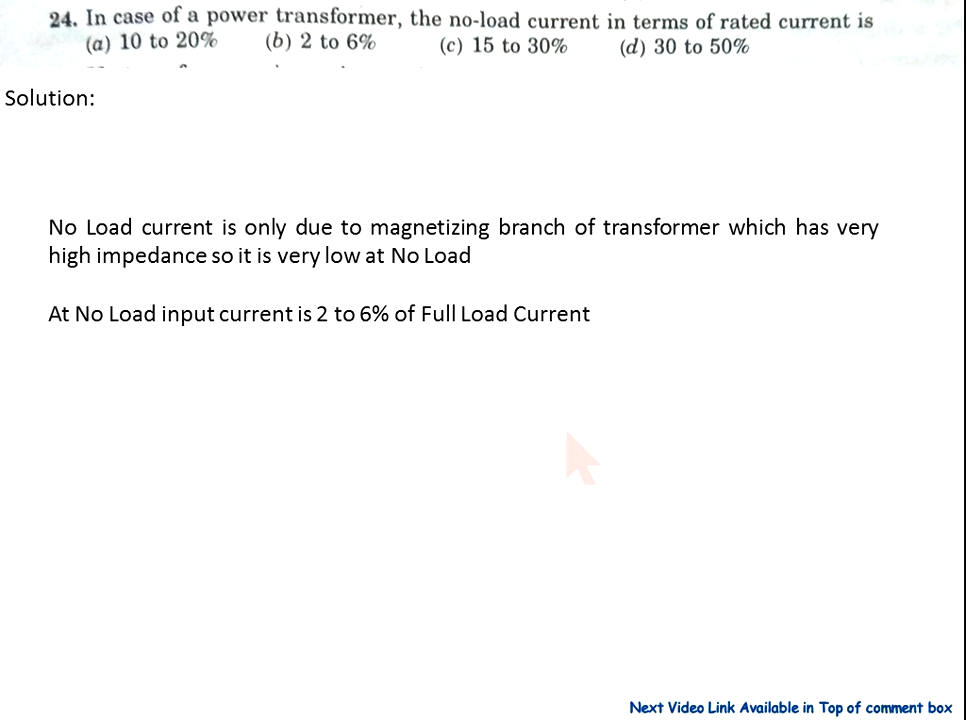 24. In case of a power transformer, the no-load current in terms of rated current is
(a) 10 to 20% (b) 2 to 6% (c) 15 to 30% (d) 30 to 50%
Solution:
No Load current is only due to magnetizing branch of transformer which has very
high impedance so it is very low at No Load
At No Load input current is 2 to 6% of Full Load Current
Next Video Link Available in Top of comment box